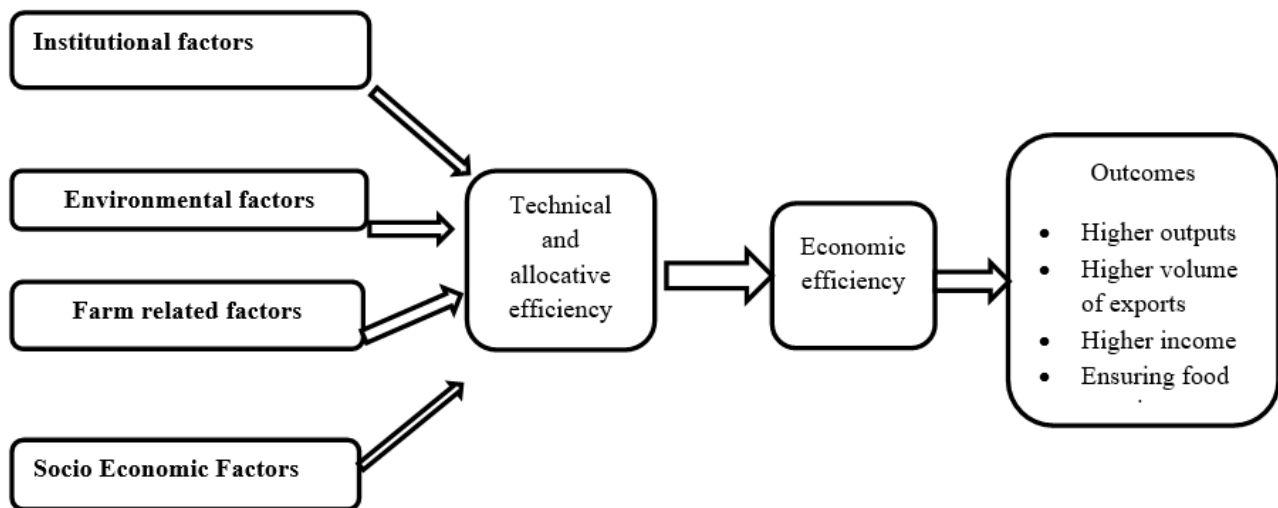 Institutional factors
Environmental factors
Farm related factors
Socio Economic Factors
Technical
and
allocative
efficiency
Economic
efficiency
Outcomes
• Higher outputs
• Higher volume
of exports
• Higher income
• Ensuring food